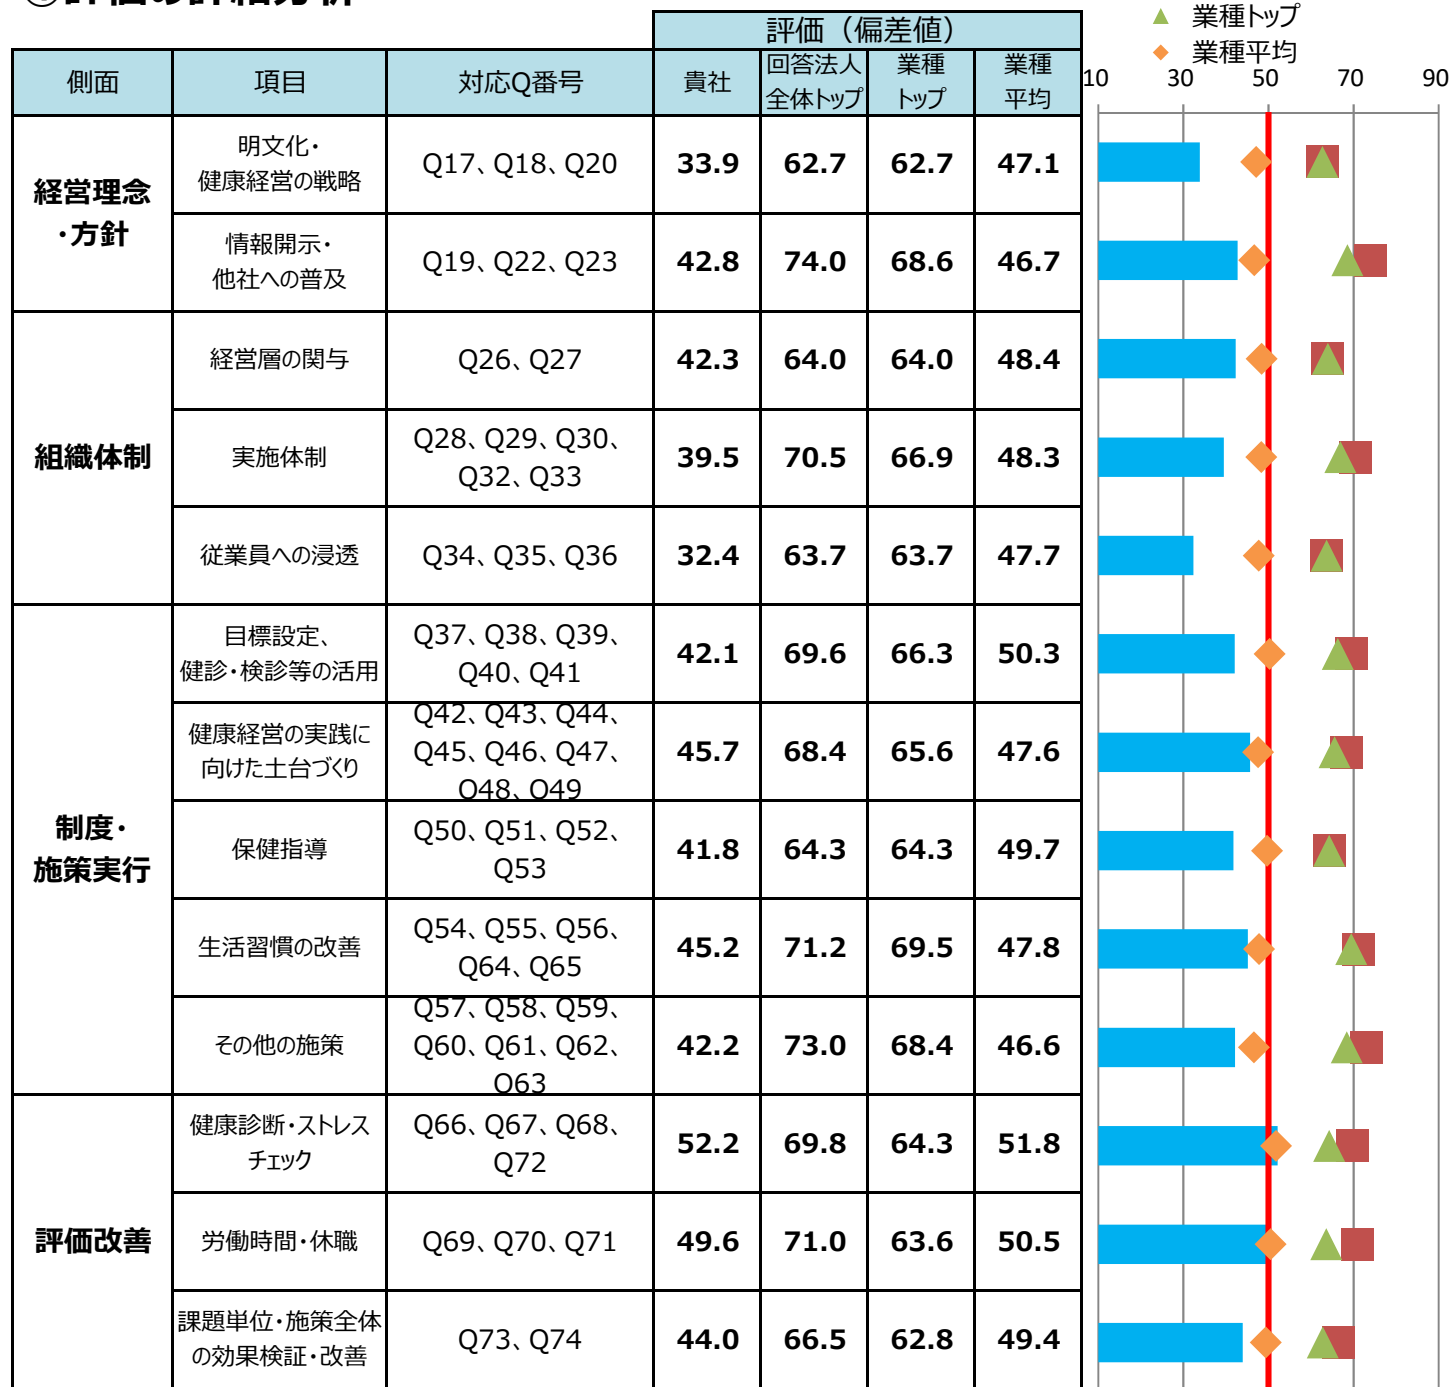 評価（偏差値）
▲ 業種トップ
◆ 業種平均
側面 項目 対応Q番号 貴社 回答法人 全体トップ 業種 トップ 業種 平均
10 30 50 70 90
経営理念
・方針
明文化・
健康経営の戦略
Q17、Q18、Q20
33.9 62.7 62.7 47.1
情報開示・
他社への普及
Q19、Q22、Q23
42.8 74.0 68.6 46.7
組織体制
経営層の関与
Q26、Q27
42.3 64.0 64.0 48.4
実施体制
Q28、Q29、Q30、
Q32、Q33
39.5 70.5 66.9 48.3
従業員への浸透
Q34、Q35、Q36
32.4 63.7 63.7 47.7
制度・
施策実行
目標設定、
健診・検診等の活用
Q37、Q38、Q39、
Q40、Q41
42.1 69.6 66.3 50.3
健康経営の実践に
向けた土台づくり
Q42、Q43、Q44、
Q45、Q46、Q47、
Q48、Q49
45.7 68.4 65.6 47.6
保健指導
Q50、Q51、Q52、
Q53
41.8 64.3 64.3 49.7
生活習慣の改善
Q54、Q55、Q56、
Q64、Q65
45.2 71.2 69.5 47.8
その他の施策
Q57、Q58、Q59、
Q60、Q61、Q62、
Q63
42.2 73.0 68.4 46.6
評価改善
健康診断・ストレス
チェック
Q66、Q67、Q68、
Q72
52.2 69.8 64.3 51.8
労働時間・休職
Q69、Q70、Q71
49.6 71.0 63.6 50.5
課題単位・施策全体
の効果検証・改善
Q73、Q74
44.0 66.5 62.8 49.4